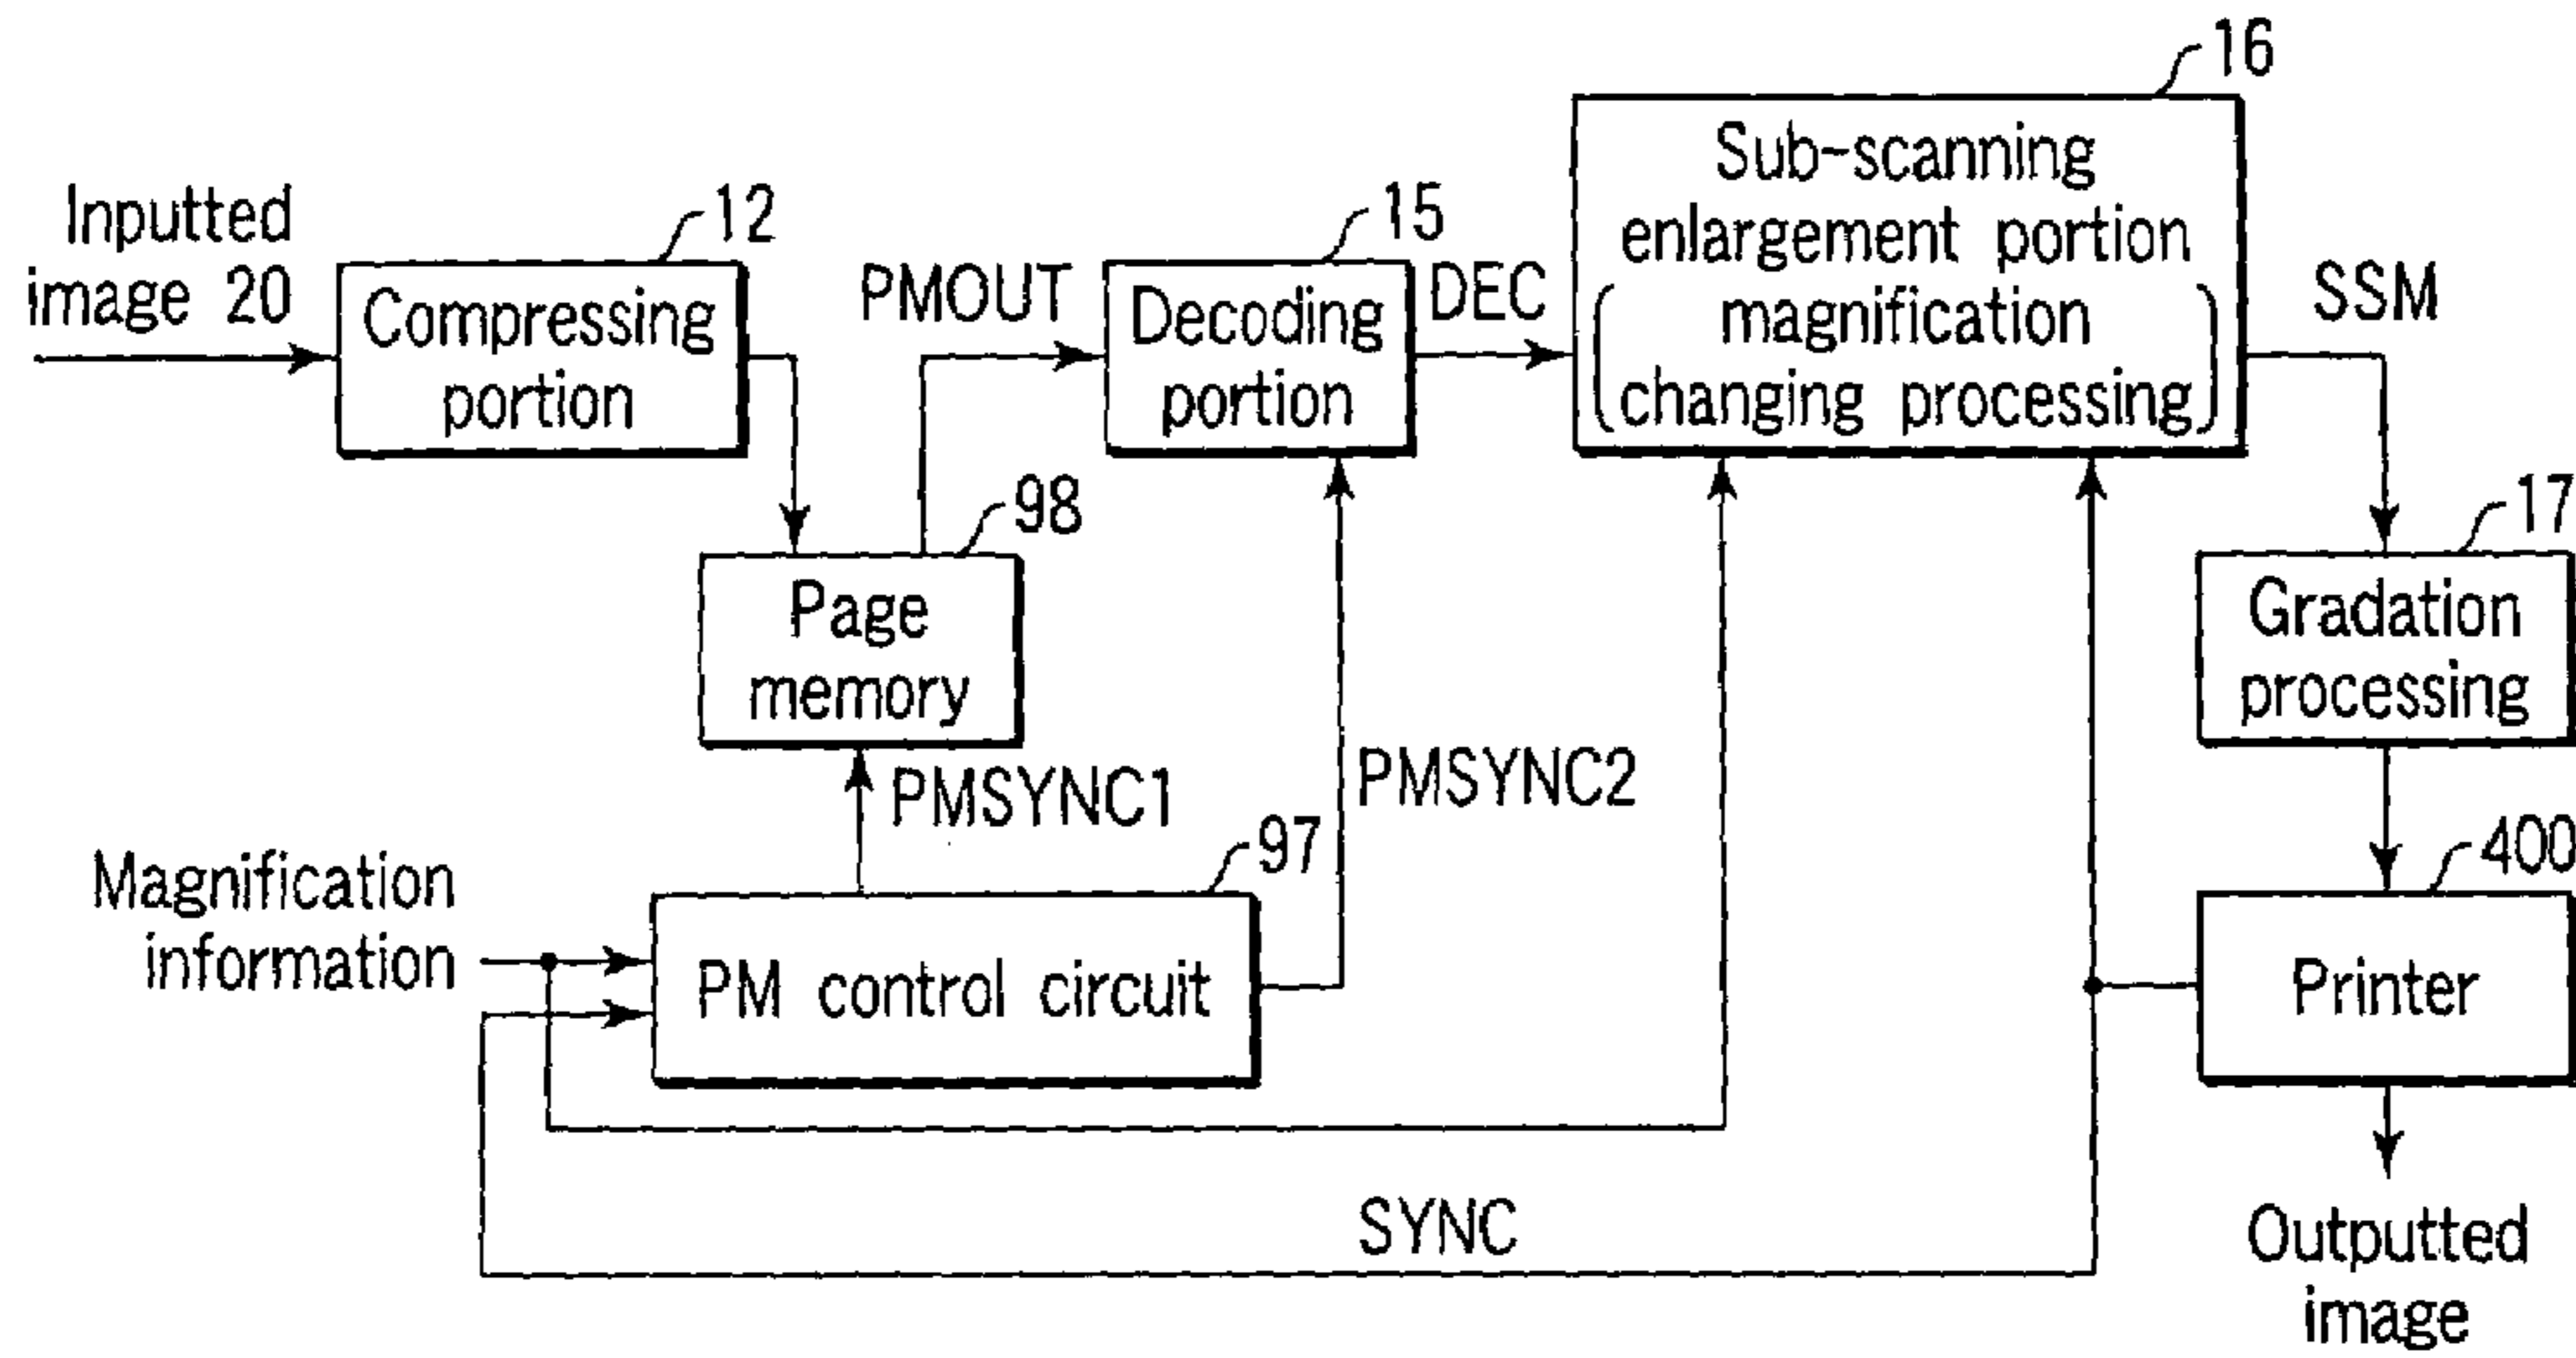 16
Sub-scanning
enlargement portion
magnification
changing processing
Inputted
image 20
12
Compressing
portion
PMOUT
15
Decoding
portion
DEC
SSM
98
Page
memory
17
Gradation
processing
PMSYNC1
PMSYNC2
Magnification
information
97
PM control circuit
400
Printer
SYNC
Outputted
image